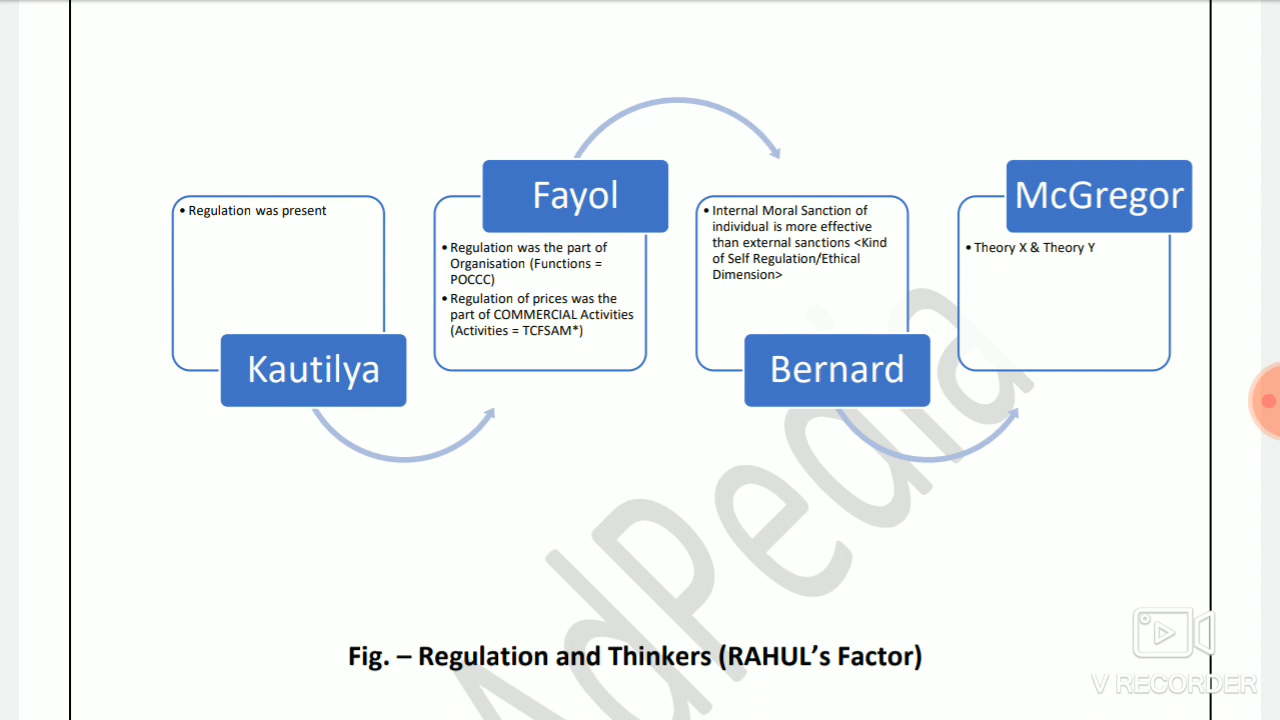 • Regulation was present
Kautilya
Fayol
• Regulation was the part of
Organisation (Functions =
POCCC)
• Regulation of prices was the
part of COMMERCIAL Activities
(Activities = TCFSAM*)
• Internal Moral Sanction of
individual is more effective
than external sanctions <Kind
of Self Regulation/Ethical
Dimension>
Bernard
McGregor
• Theory X & Theory Y
AdPedia
Fig. – Regulation and Thinkers (RAHUL’s Factor)
V RECORDER